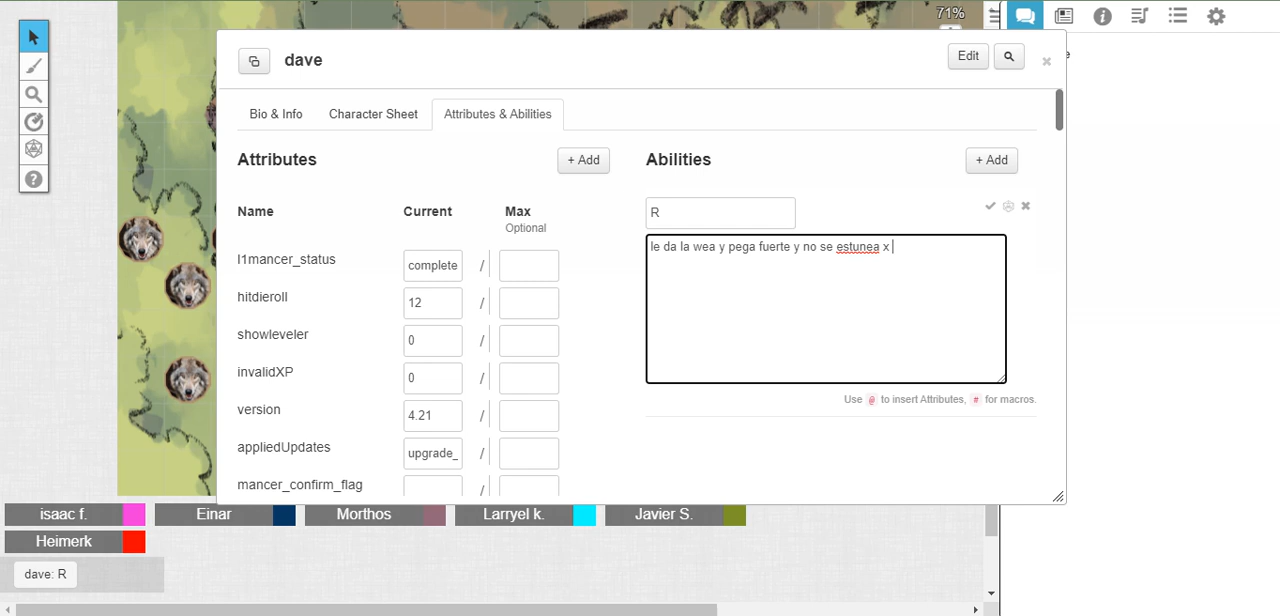 71%
dave
Edit
Bio & Info
Character Sheet
Attributes & Abilities
Attributes
+ Add
Abilities
+ Add
Name
Current
Max
Optional
R
le da la wea y pega fuerte y no se estunea x
l1mancer_status
complete
/
hitdieroll
12
/
showleveler
0
/
invalidXP
0
/
version
4.21
/
appliedUpdates
upgrade_
/
mancer_confirm_flag
/
Use @ to insert Attributes, # for macros.
isaac f.
Einar
Morthos
Larryel k.
Javier S.
Heimerk
dave: R